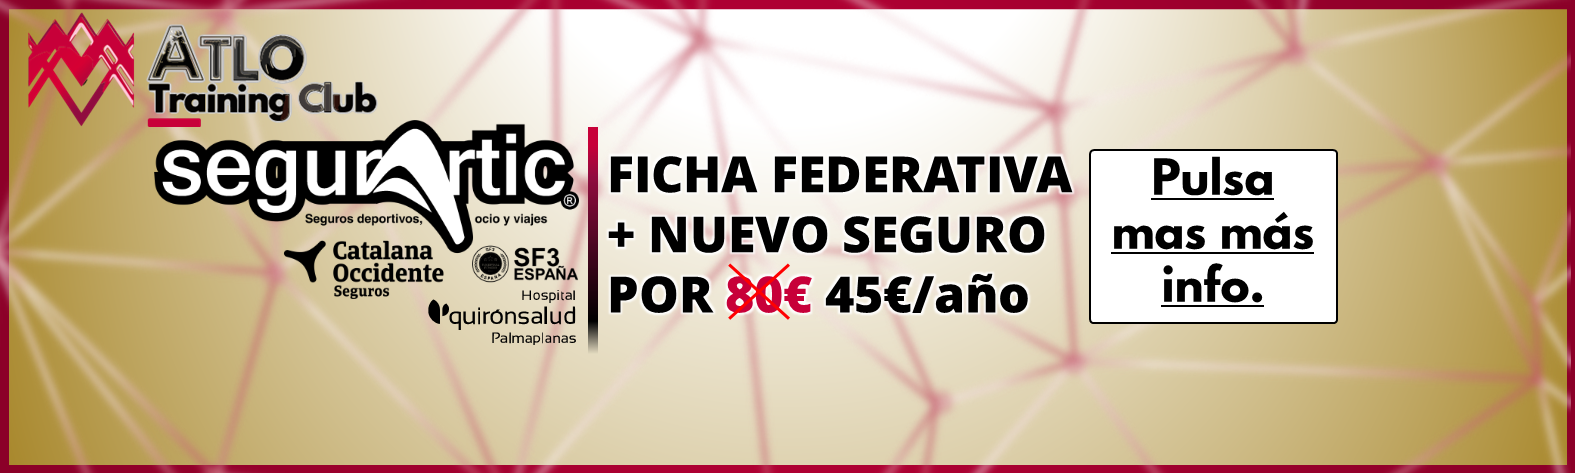 ATLO
Training Club
segurartic®
Seguros deportivos, ocio y viajes
Catalana
Occidente
Seguros
SF3
ESPAÑA
Hospital
quirónsalud
Palmaplanas
FICHA FEDERATIVA
+ NUEVO SEGURO
POR 80€ 45€/año
Pulsa
mas más
info.